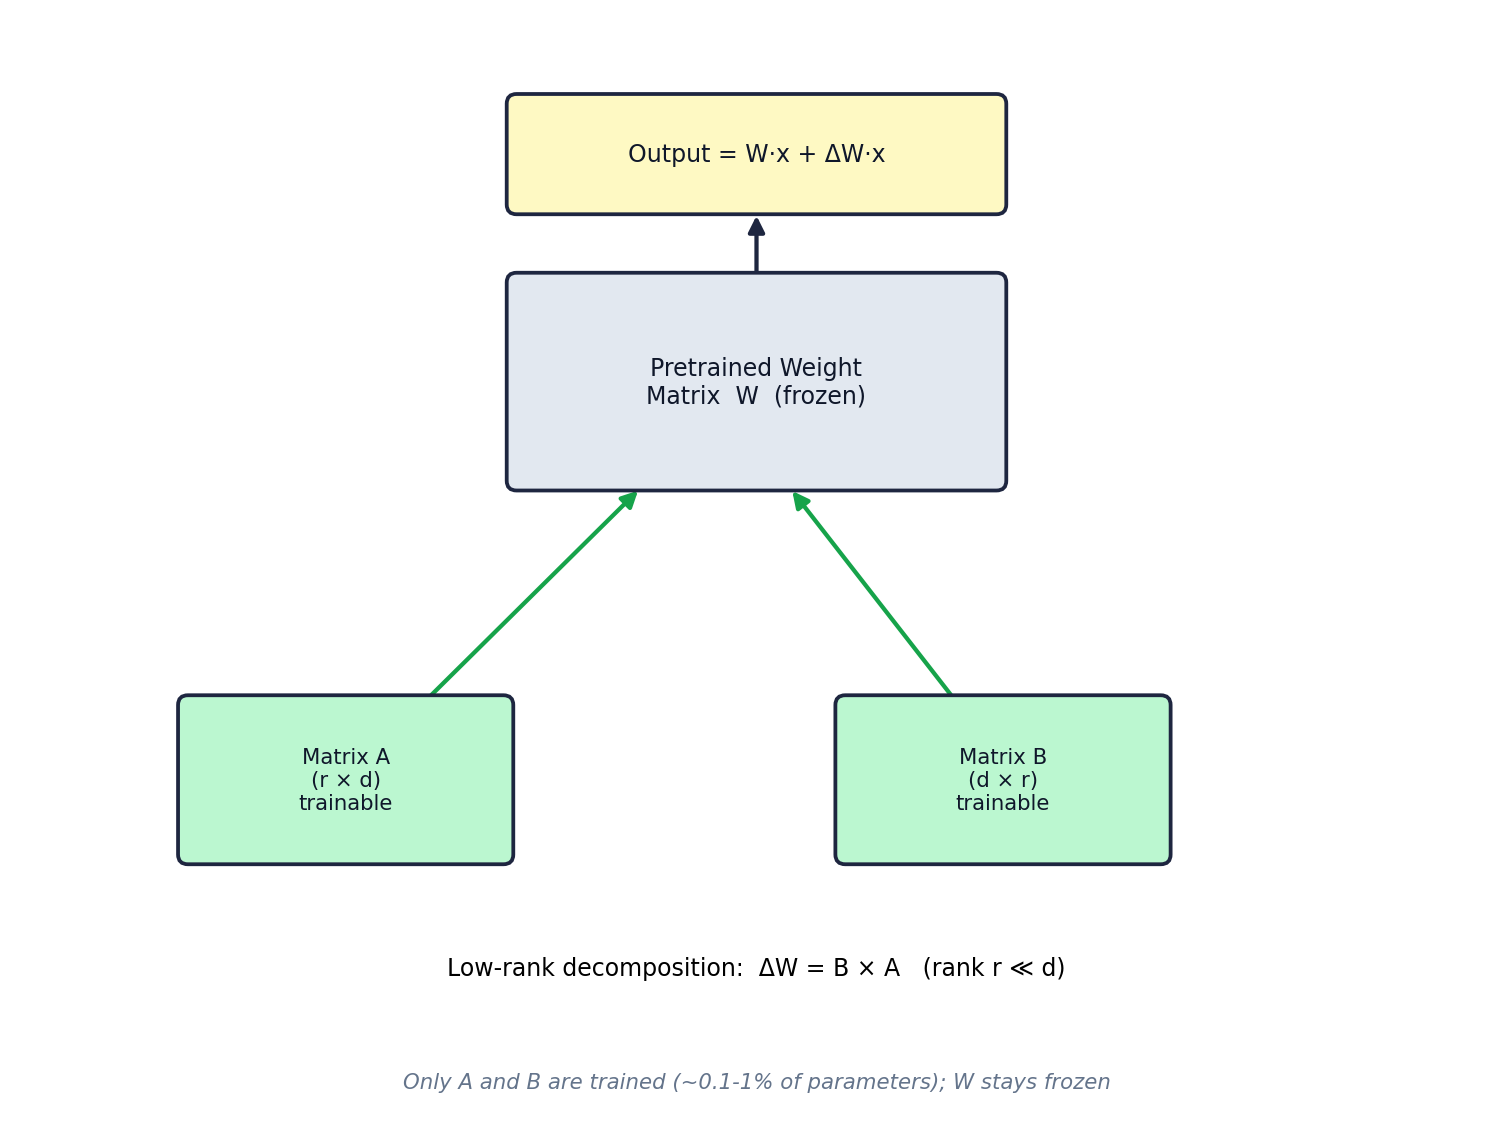 Output = W·x + ΔW·x
Pretrained Weight
Matrix  W  (frozen)
Matrix A
(r × d)
trainable
Matrix B
(d × r)
trainable
Low-rank decomposition:  ΔW = B × A   (rank r ≪ d)
Only A and B are trained (~0.1-1% of parameters); W stays frozen